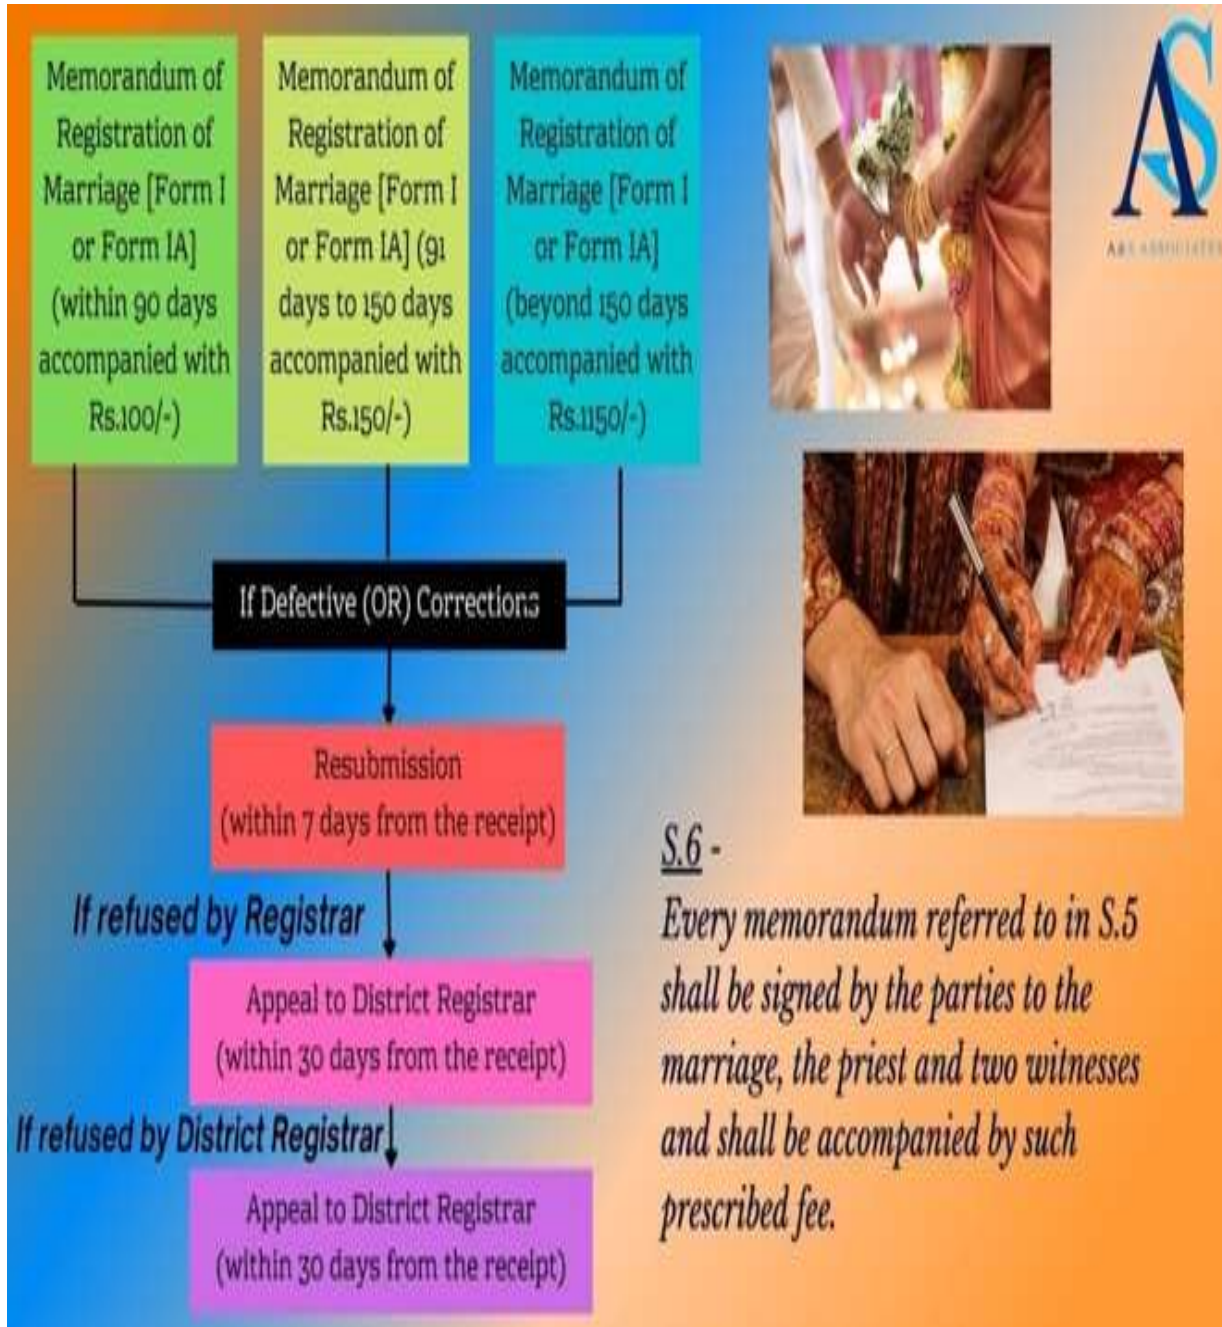 Memorandum of
Registration of
Marriage [Form I
or Form IA]
(within 90 days
accompanied with
Rs.100/-)
Memorandum of
Registration of
Marriage [Form I
or Form IA] (91
days to 150 days
accompanied with
Rs.150/-)
Memorandum of
Registration of
Marriage [Form I
or Form IA]
(beyond 150 days
accompanied with
Rs.1150/-)
AS
A&S ASSOCIATES
If Defective (OR) Corrections
Resubmission
(within 7 days from the receipt)
If refused by Registrar
Appeal to District Registrar
(within 30 days from the receipt)
If refused by District Registrar
Appeal to District Registrar
(within 30 days from the receipt)
S.6 -
Every memorandum referred to in S.5
shall be signed by the parties to the
marriage, the priest and two witnesses
and shall be accompanied by such
prescribed fee.